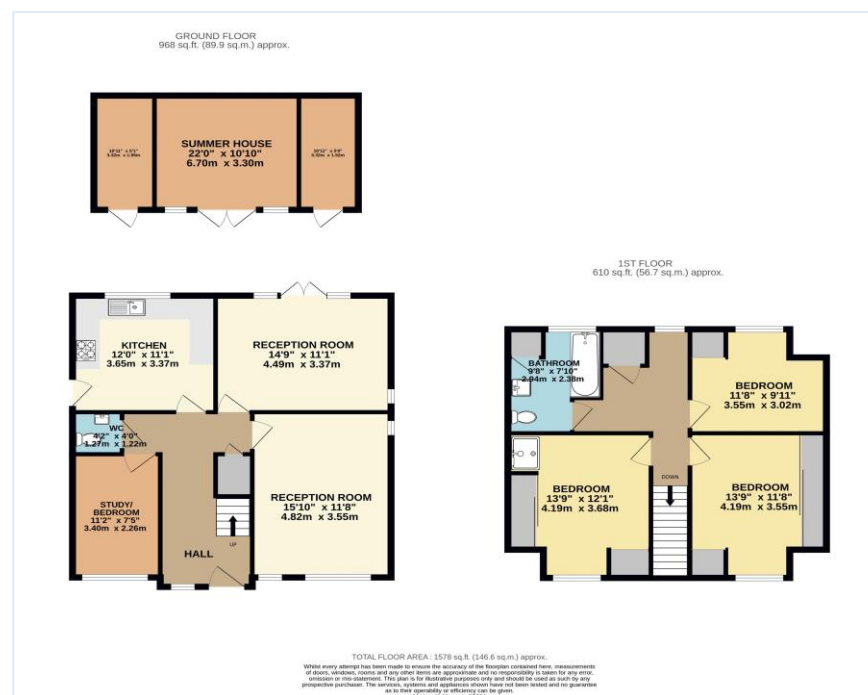 GROUND FLOOR
968 sq.ft. (89.9 sq.m.) approx.
SUMMER HOUSE
22'0" x 10'10"
6.70m x 3.30m
KITCHEN
12'0" x 11'1"
3.65m x 3.37m
RECEPTION ROOM
14'9" x 11'1"
4.49m x 3.37m
WC
4'2" x 4'0"
1.27m x 1.22m
STUDY/
BEDROOM
11'2" x 7'5"
3.40m x 2.26m
HALL
UP
RECEPTION ROOM
15'10" x 11'8"
4.82m x 3.55m
1ST FLOOR
610 sq.ft. (56.7 sq.m.) approx.
BATHROOM
9'8" x 7'10"
2.94m x 2.38m
BEDROOM
11'8" x 9'11"
3.55m x 3.02m
BEDROOM
13'9" x 12'1"
4.19m x 3.68m
DOWN
BEDROOM
13'9" x 11'8"
4.19m x 3.55m
TOTAL FLOOR AREA : 1578 sq.ft. (146.6 sq.m.) approx.
Whilst every attempt has been made to ensure the accuracy of the floorplan contained here, measurements
of doors, windows, rooms and any other items are approximate and no responsibility is taken for any error,
omission or mis-statement. This plan is for illustrative purposes only and should be used as such by any
prospective purchaser. The services, systems and appliances shown have not been tested and no guarantee
as to their operability or efficiency can be given.